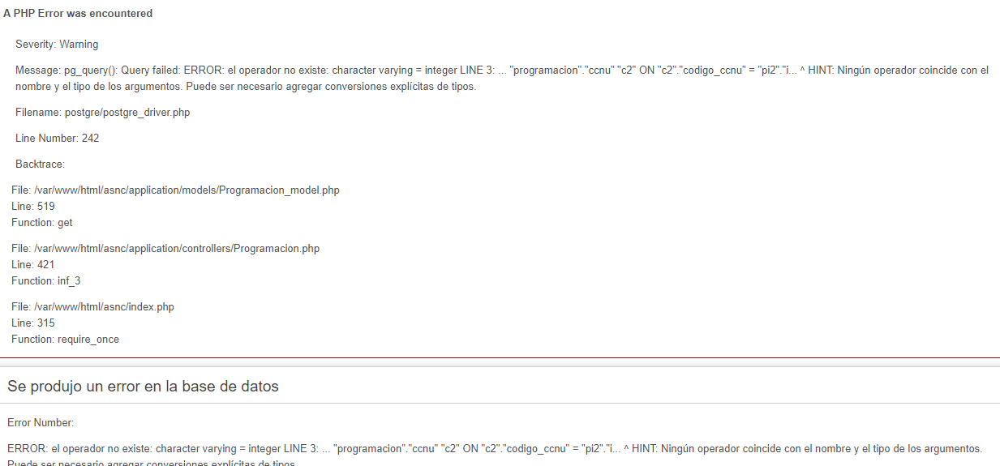 A PHP Error was encountered
Severity: Warning
Message: pg_query(): Query failed: ERROR: el operador no existe: character varying = integer LINE 3: ... "programacion"."ccnu" "c2" ON "c2"."codigo_ccnu" = "pi2"."i... ^ HINT: Ningún operador coincide con el
nombre y el tipo de los argumentos. Puede ser necesario agregar conversiones explícitas de tipos.
Filename: postgre/postgre_driver.php
Line Number: 242
Backtrace:
File: /var/www/html/asnc/application/models/Programacion_model.php
Line: 519
Function: get
File: /var/www/html/asnc/application/controllers/Programacion.php
Line: 421
Function: inf_3
File: /var/www/html/asnc/index.php
Line: 315
Function: require_once
Se produjo un error en la base de datos
Error Number:
ERROR: el operador no existe: character varying = integer LINE 3: ... "programacion"."ccnu" "c2" ON "c2"."codigo_ccnu" = "pi2"."i... ^ HINT: Ningún operador coincide con el nombre y el tipo de los argumentos.
Puede ser necesario agregar conversiones explícitas de tipos.